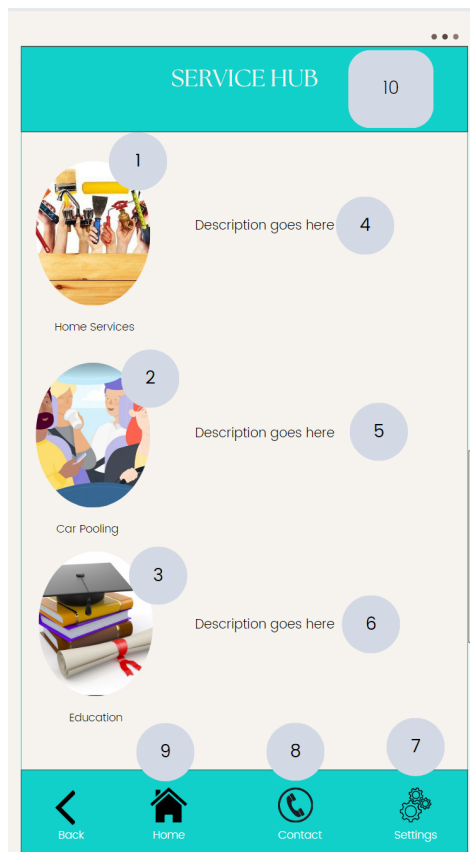 SERVICE HUB
10
1
Description goes here
4
Home Services
2
Description goes here
5
Car Pooling
3
Description goes here
6
Education
9
8
7
Back
Home
Contact
Settings